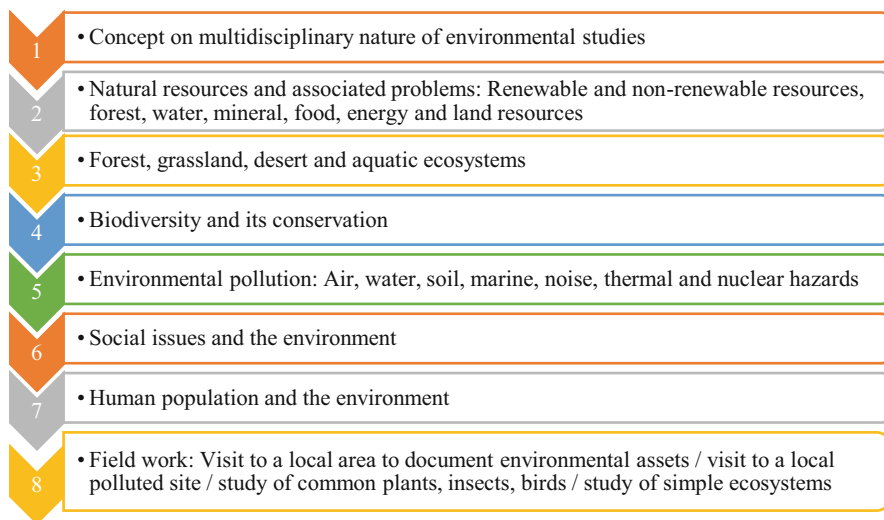 1
• Concept on multidisciplinary nature of environmental studies
2
• Natural resources and associated problems: Renewable and non-renewable resources,
forest, water, mineral, food, energy and land resources
3
• Forest, grassland, desert and aquatic ecosystems
4
• Biodiversity and its conservation
5
• Environmental pollution: Air, water, soil, marine, noise, thermal and nuclear hazards
6
• Social issues and the environment
7
• Human population and the environment
8
• Field work: Visit to a local area to document environmental assets / visit to a local
polluted site / study of common plants, insects, birds / study of simple ecosystems